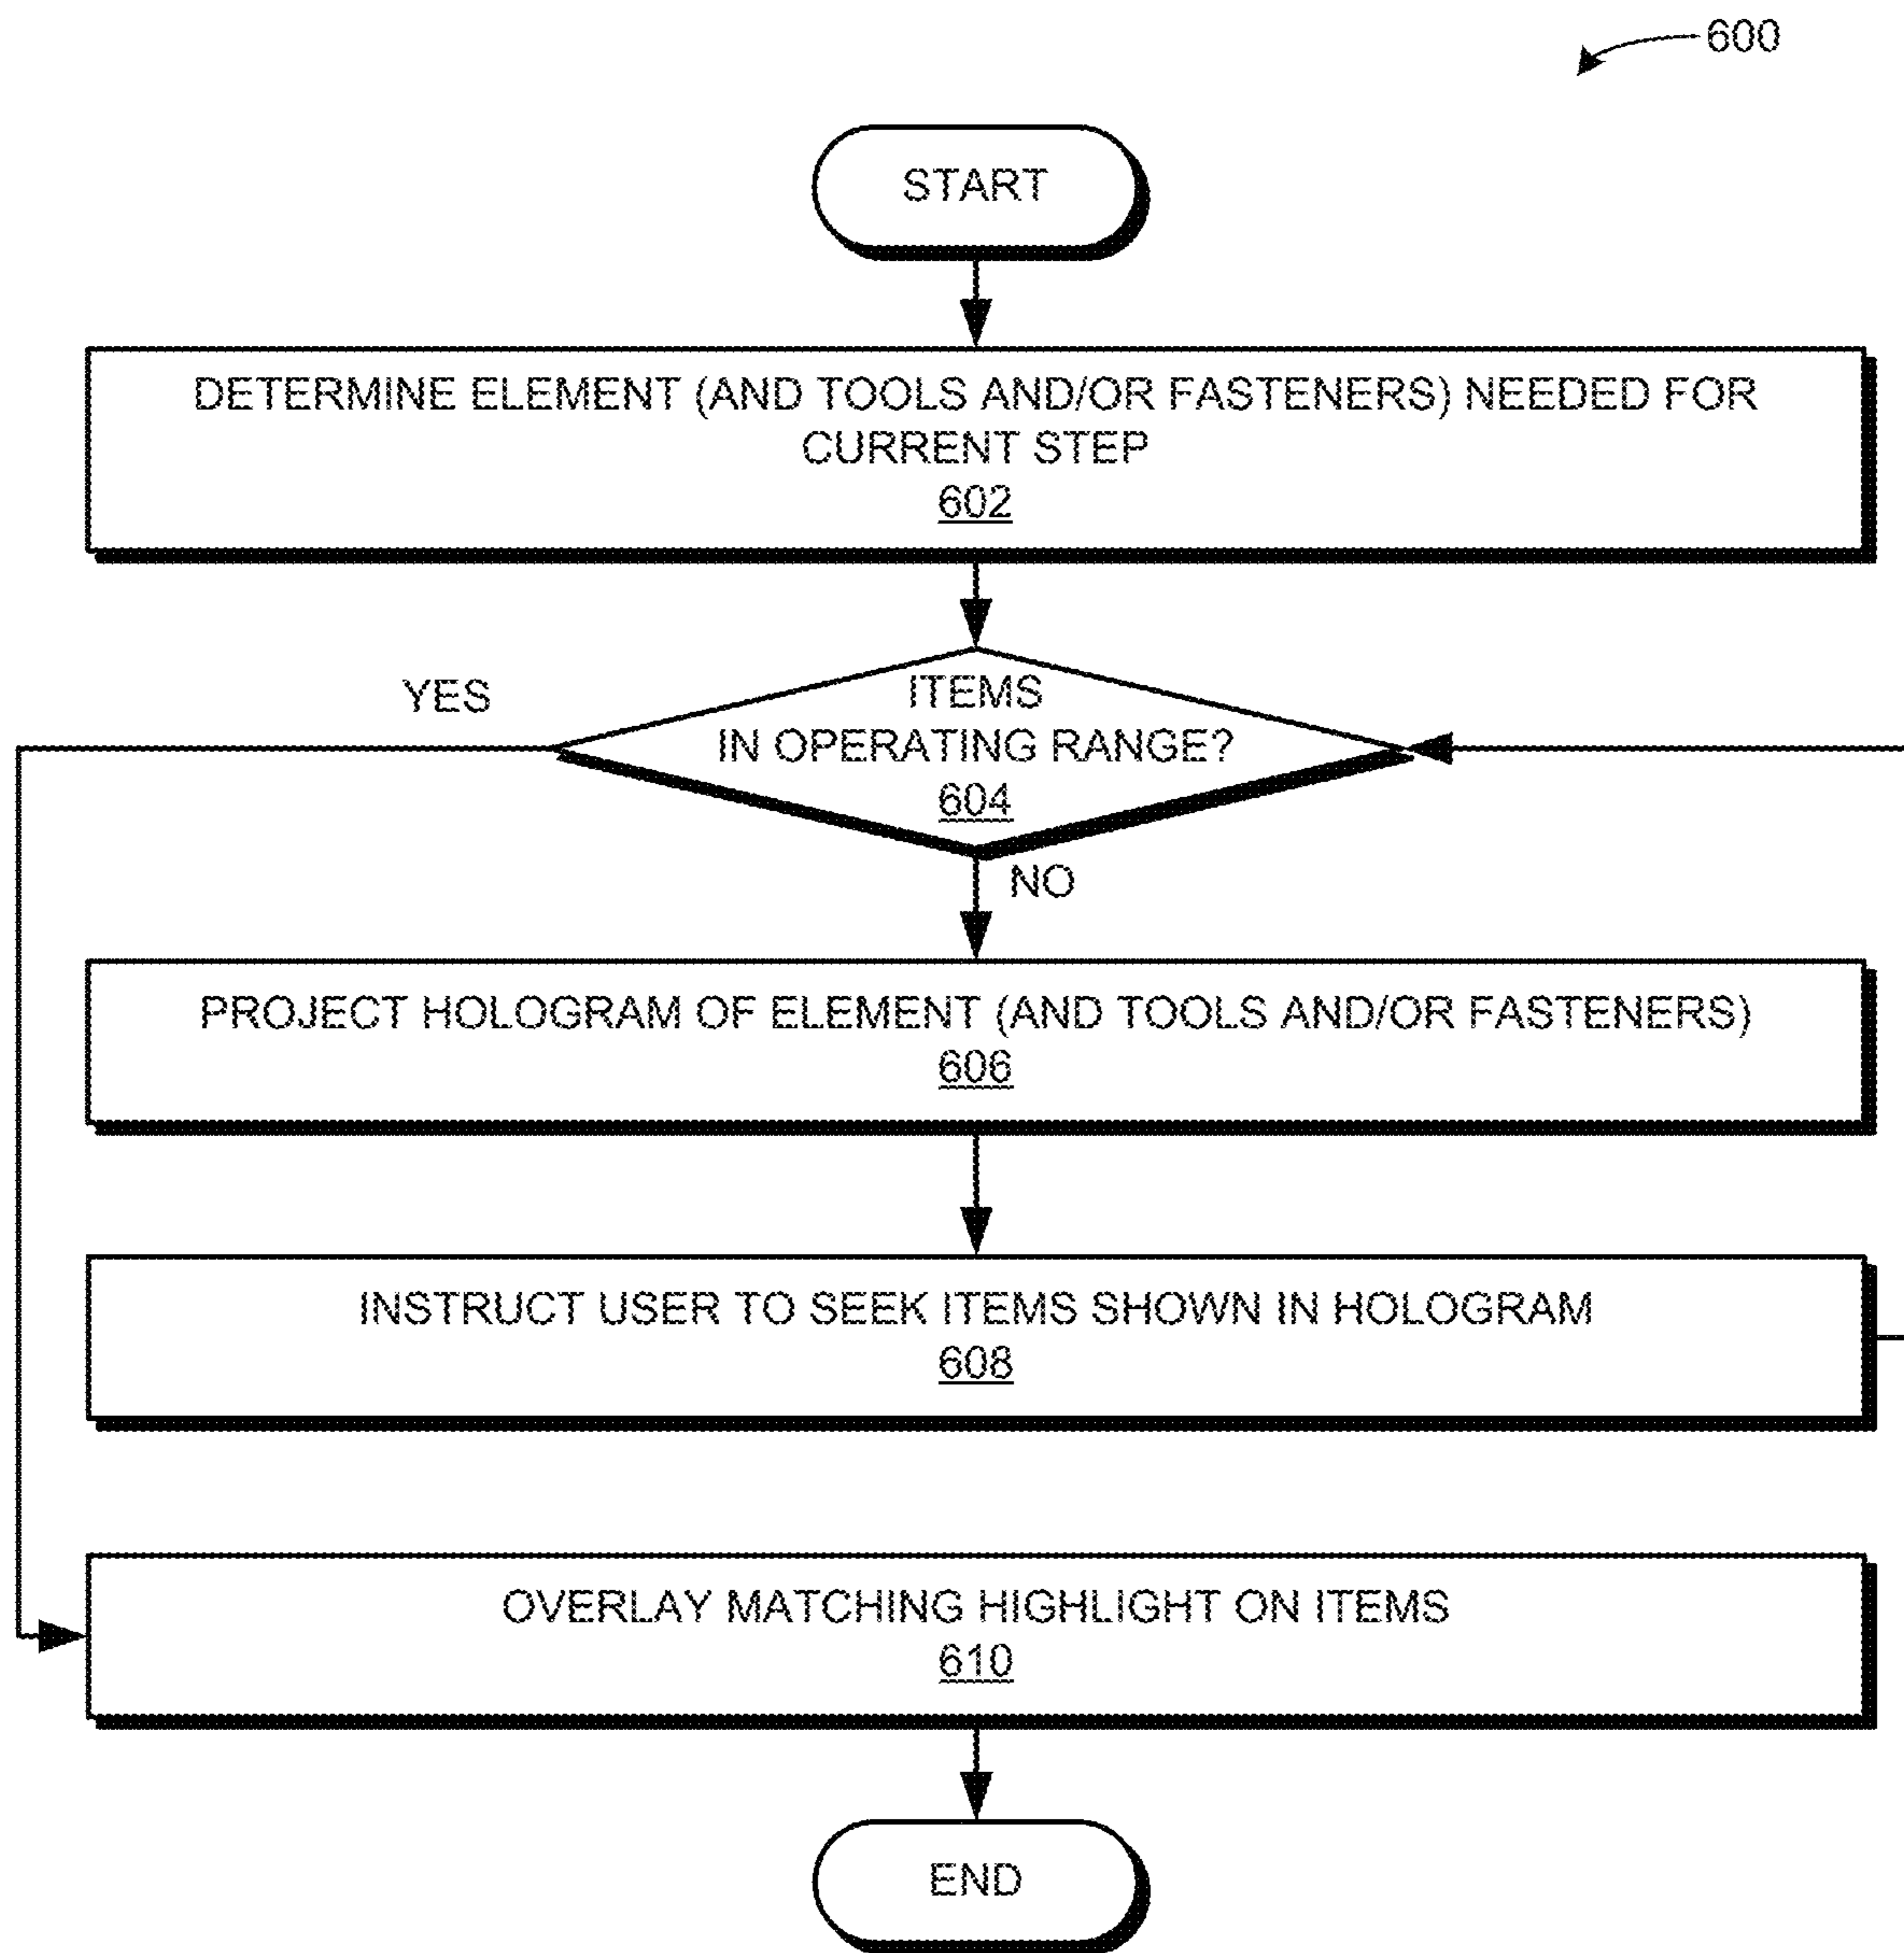 600
START
DETERMINE ELEMENT (AND TOOLS AND/OR FASTENERS) NEEDED FOR
CURRENT STEP
602
YES
ITEMS
IN OPERATING RANGE?
604
NO
PROJECT HOLOGRAM OF ELEMENT (AND TOOLS AND/OR FASTENERS)
606
INSTRUCT USER TO SEEK ITEMS SHOWN IN HOLOGRAM
608
OVERLAY MATCHING HIGHLIGHT ON ITEMS
610
END